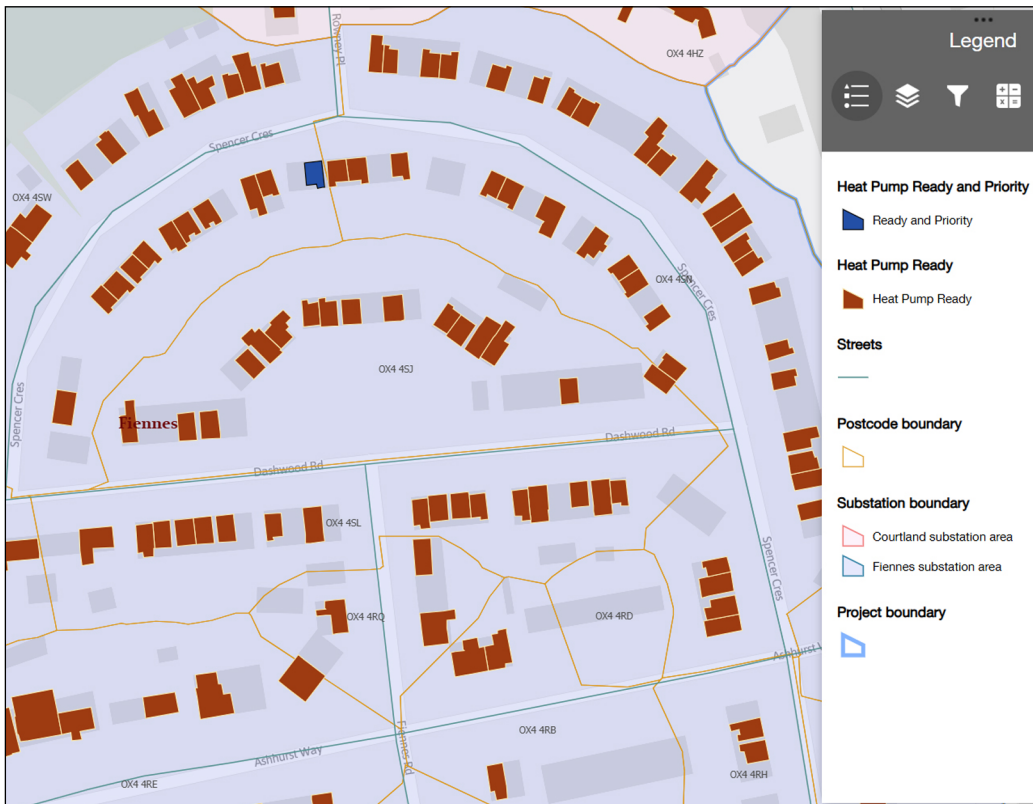 Rowney Pl
OX4 4HZ
Spencer Cres
OX4 4SW
Spencer Cres
OX4 4SN
OX4 4SJ
Spencer Cres
Fiennes
Dashwood Rd
Dashwood Rd
OX4 4SL
Spencer Cres
OX4 4RQ
OX4 4RD
Ashhurst
Fiennes Rd
OX4 4RB
Ashhurst Way
OX4 4RE
OX4 4RH
Legend
Heat Pump Ready and Priority
Ready and Priority
Heat Pump Ready
Heat Pump Ready
Streets
Postcode boundary
Substation boundary
Courtland substation area
Fiennes substation area
Project boundary